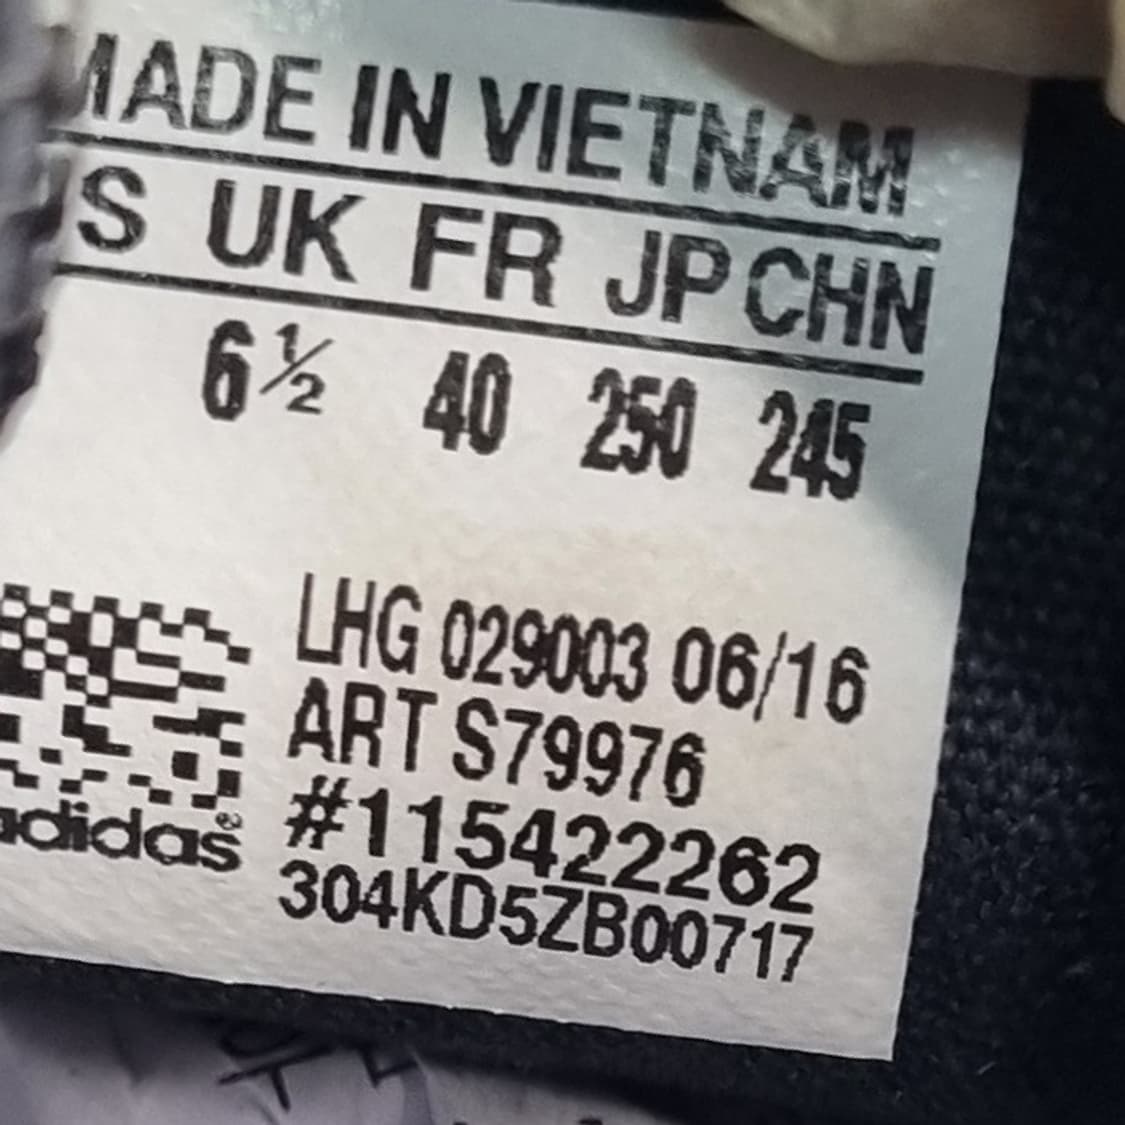 MADE IN VIETNAM
S UK FR JP CHN
6½ 40 250 245
LHG 029003 06/16
ART S79976
#115422262
adidas®
304KD5ZB00717